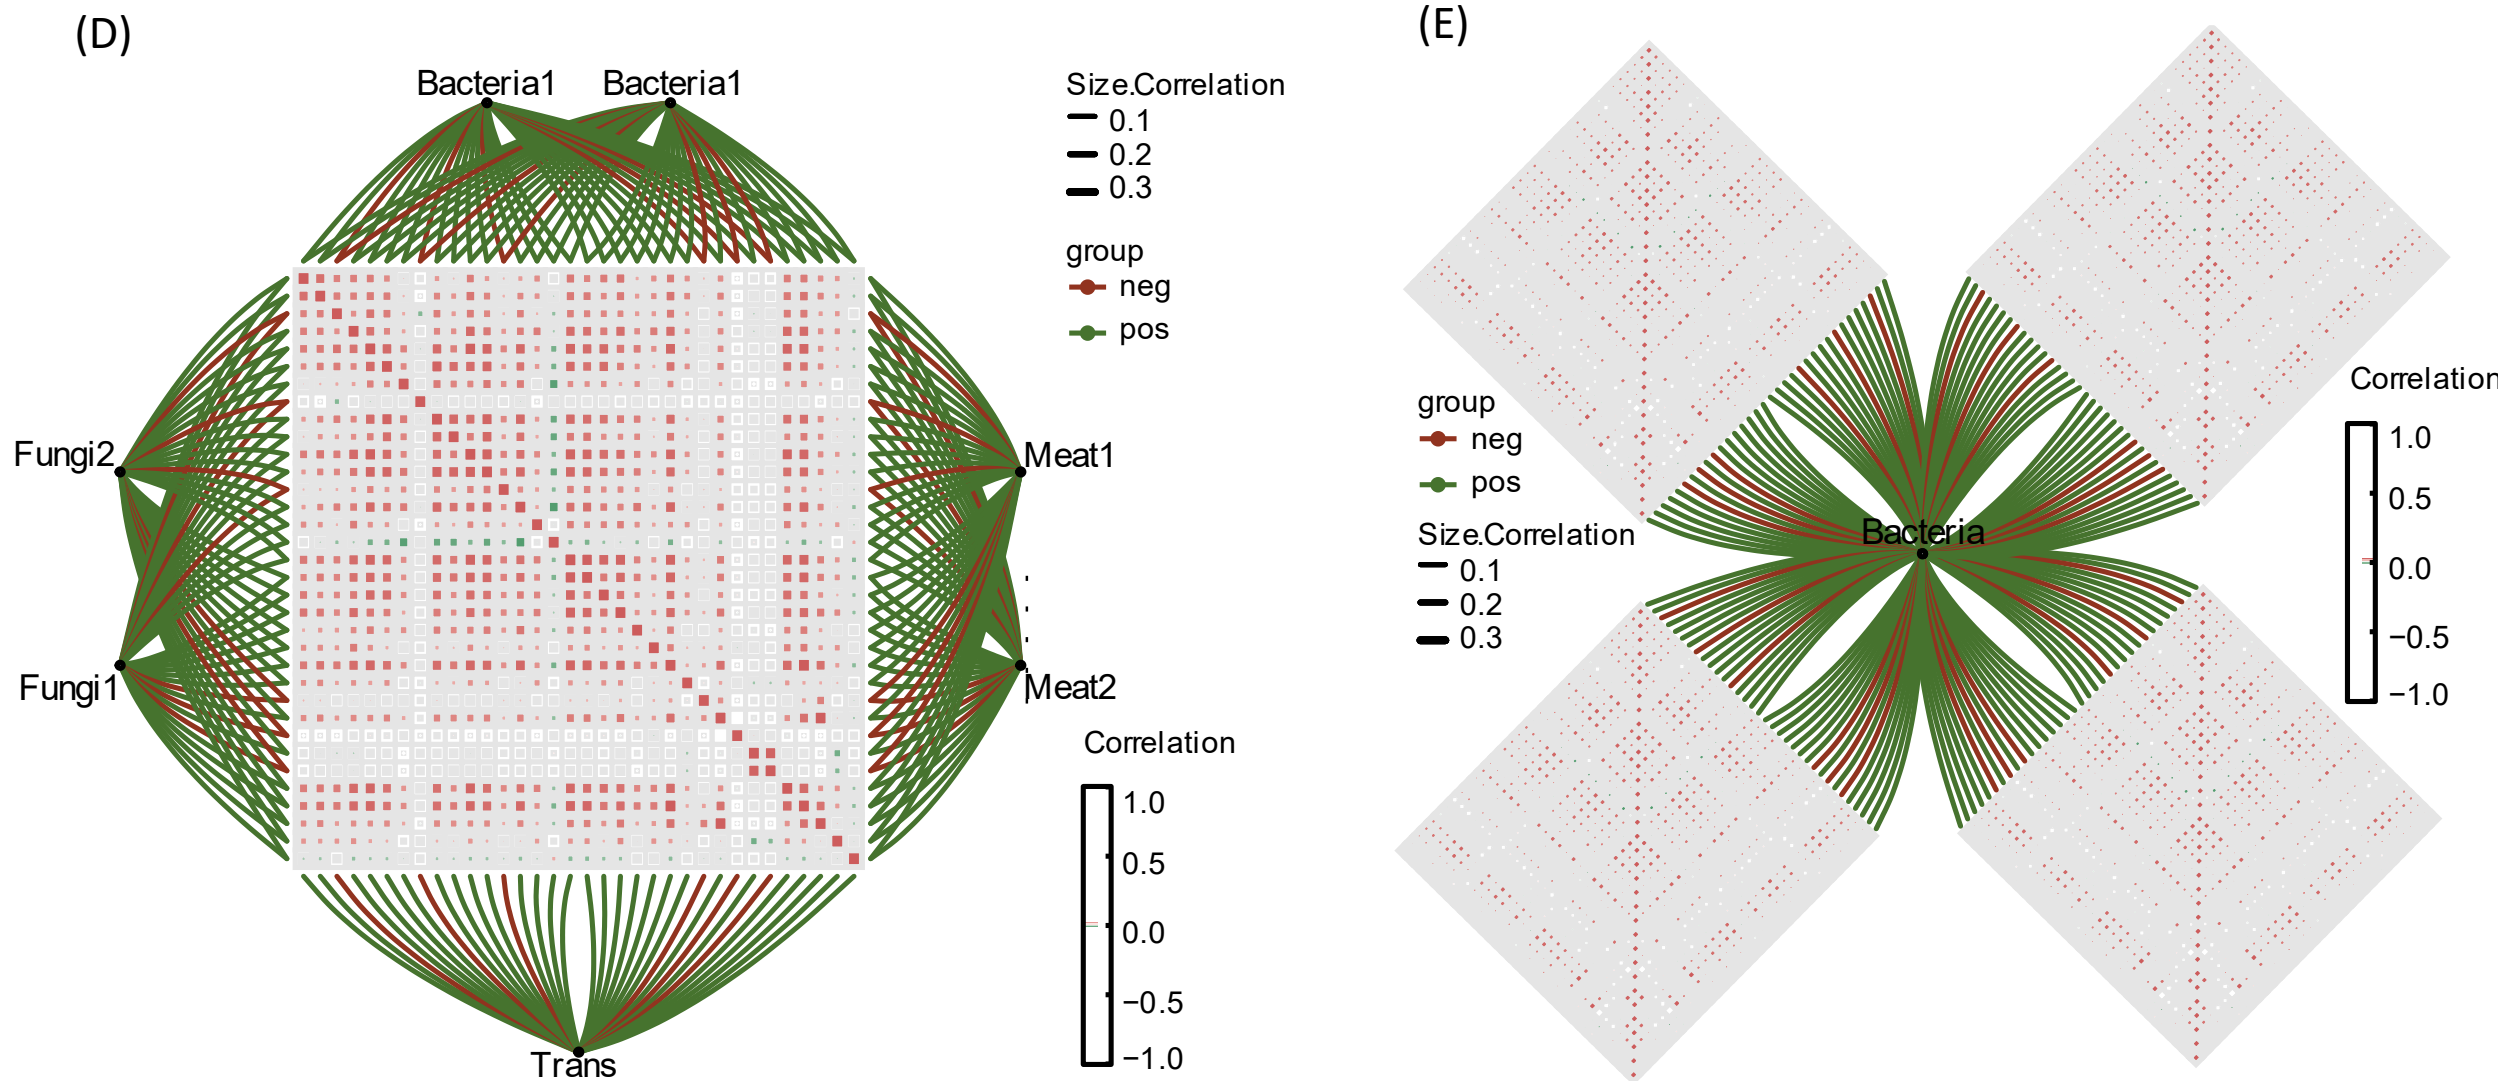 (D)
Bacteria1 Bacteria1
Size.Correlation
0.1
0.2
0.3
group
neg
pos
Fungi2
Meat1
Fungi1
Meat2
Correlation
1.0
0.5
0.0
−0.5
−1.0
Trans
(E)
group
neg
pos
Size.Correlation
0.1
0.2
0.3
Bacteria
Correlation
1.0
0.5
0.0
−0.5
−1.0